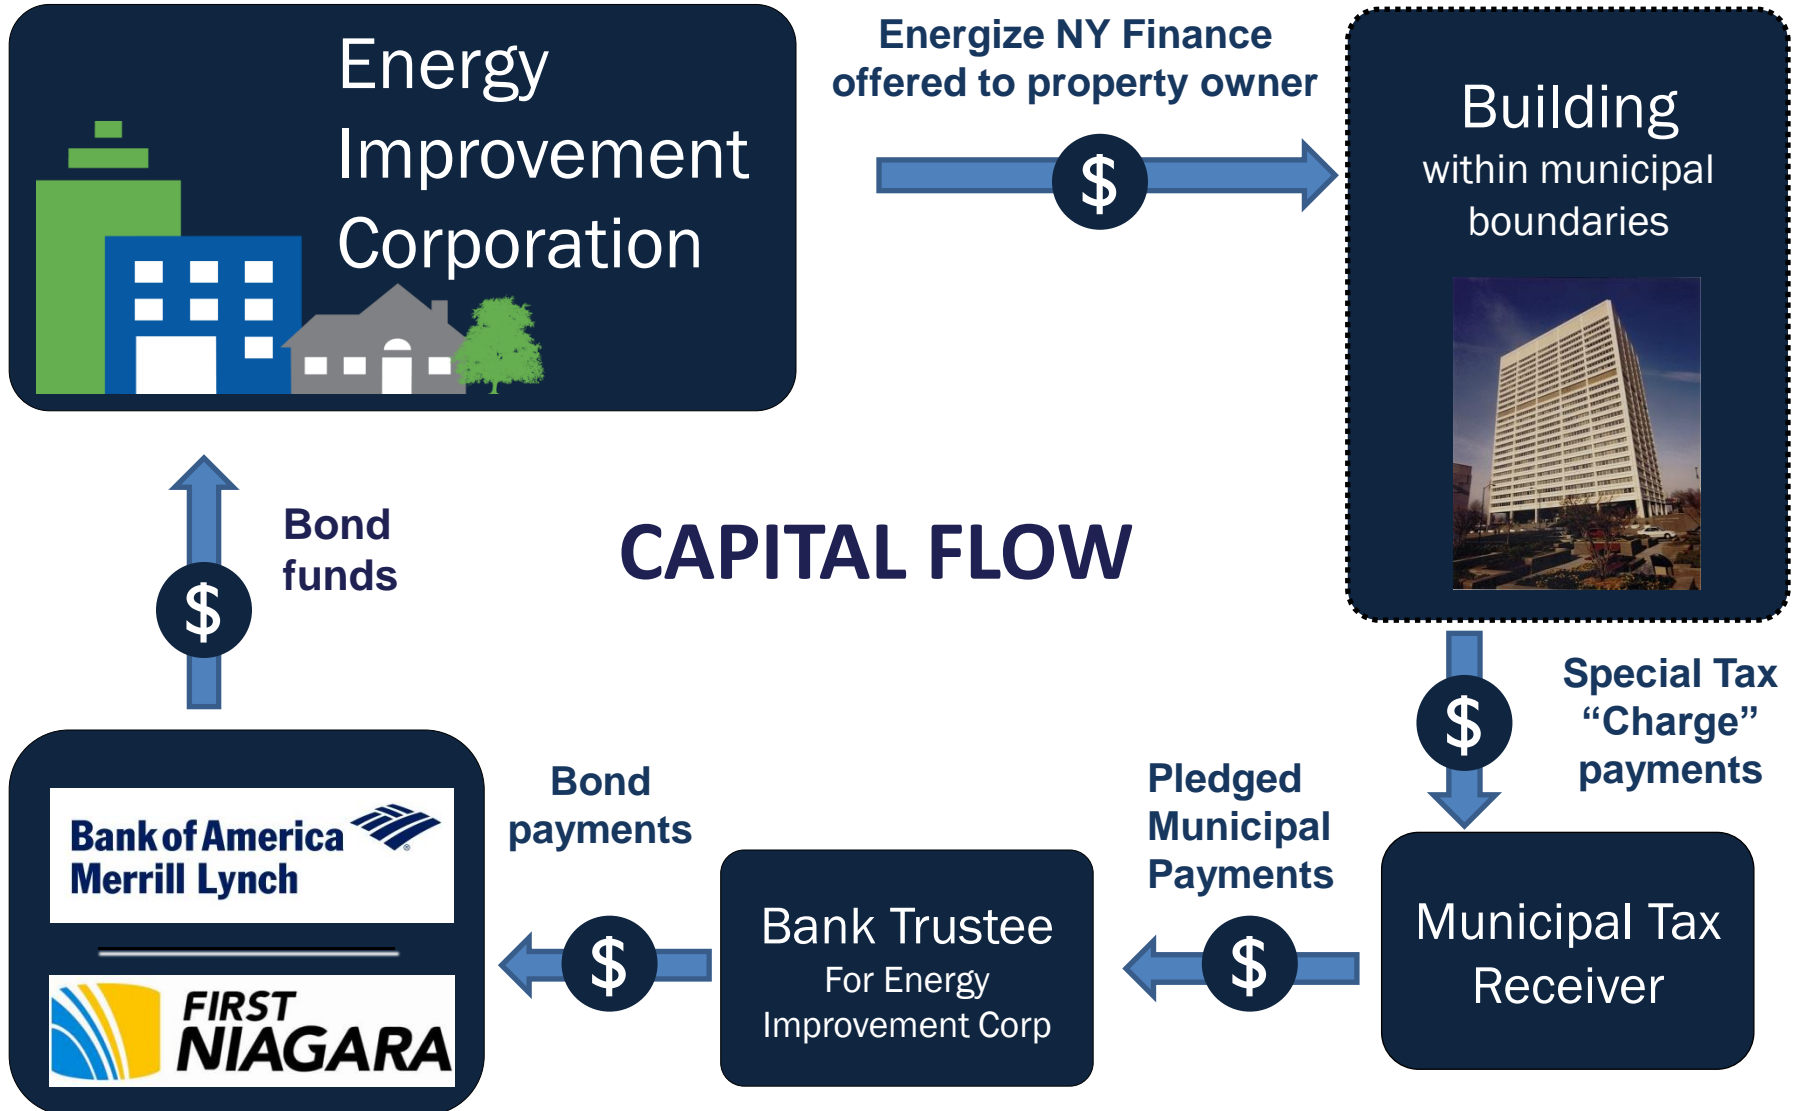 Energy
Improvement
Corporation
Energize NY Finance
offered to property owner
$
Building
within municipal
boundaries
Bond
funds
$
CAPITAL FLOW
$
Special Tax
“Charge”
payments
Bank of America
Merrill Lynch
FIRST
NIAGARA
Bond
payments
$
Bank Trustee
For Energy
Improvement Corp
Pledged
Municipal
Payments
$
Municipal Tax
Receiver